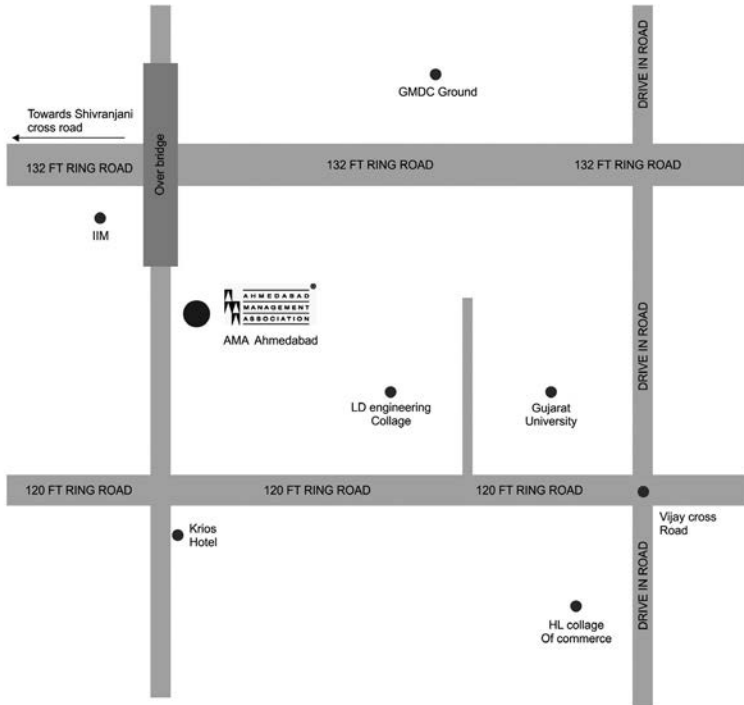 DRIVE IN ROAD
GMDC Ground
Towards Shivranjani
cross road
Over bridge
132 FT RING ROAD
132 FT RING ROAD
132 FT RING ROAD
IIM
AHMEDABAD
MANAGEMENT
ASSOCIATION
AMA Ahmedabad
DRIVE IN ROAD
LD engineering
Collage
Gujarat
University
120 FT RING ROAD
120 FT RING ROAD
120 FT RING ROAD
Krios
Hotel
Vijay cross
Road
DRIVE IN ROAD
HL collage
Of commerce